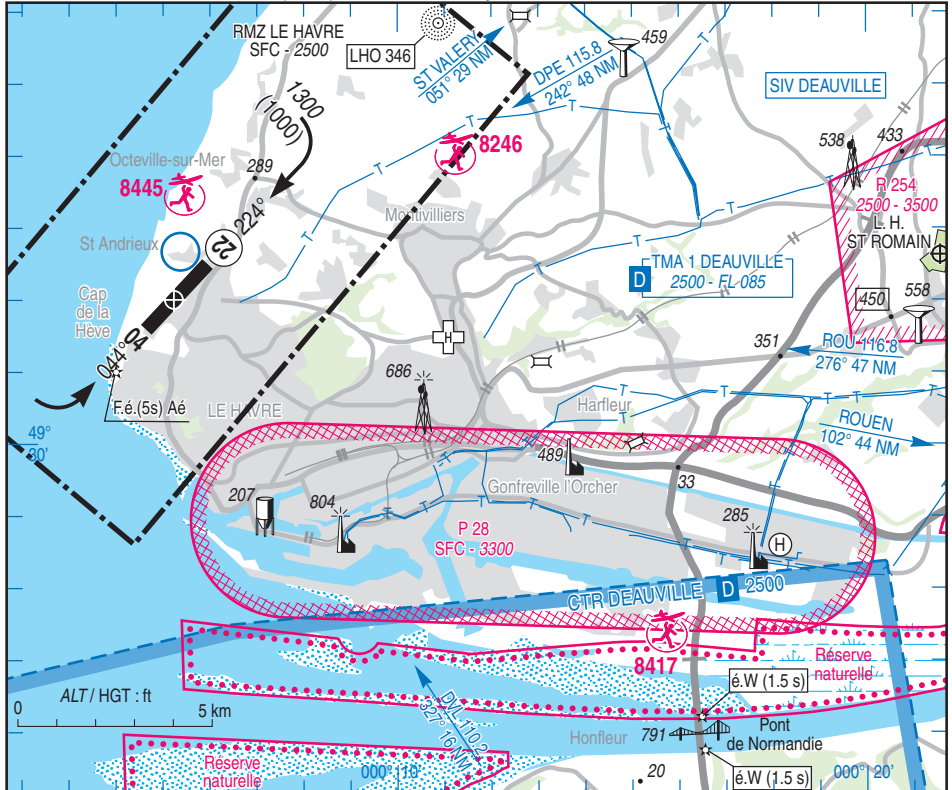 RMZ LE HAVRE
SFC - 2500
LHO 346
ST VALERY
051° 29 NM
DPE 115.8
242° 48 NM
459
SIV DEAUVILLE
1300
(1000)
Octeville-sur-Mer
8445
289
8246
538
433
R 254
2500 - 3500
L. H.
ST ROMAIN
Montivilliers
22
224°
St Andrieux
TMA 1 DEAUVILLE
D
2500 - FL 085
450
558
Cap
de la
Hève
04
044°
H
351
ROU 116.8
276° 47 NM
686
F.é.(5s) Aé
LE HAVRE
Harfleur
ROUEN
102° 44 NM
49°
30'
489
Gonfreville l'Orcher
33
207
804
285
H
P 28
SFC - 3300
CTR DEAUVILLE D 2500
8417
Réserve
naturelle
é.W (1.5 s)
ALT / HGT : ft
0
5 km
DVL 110.2
327° 16 NM
Honfleur
791
Pont
de Normandie
Réserve
naturelle
000° 10'
20
é.W (1.5 s)
000° 20'